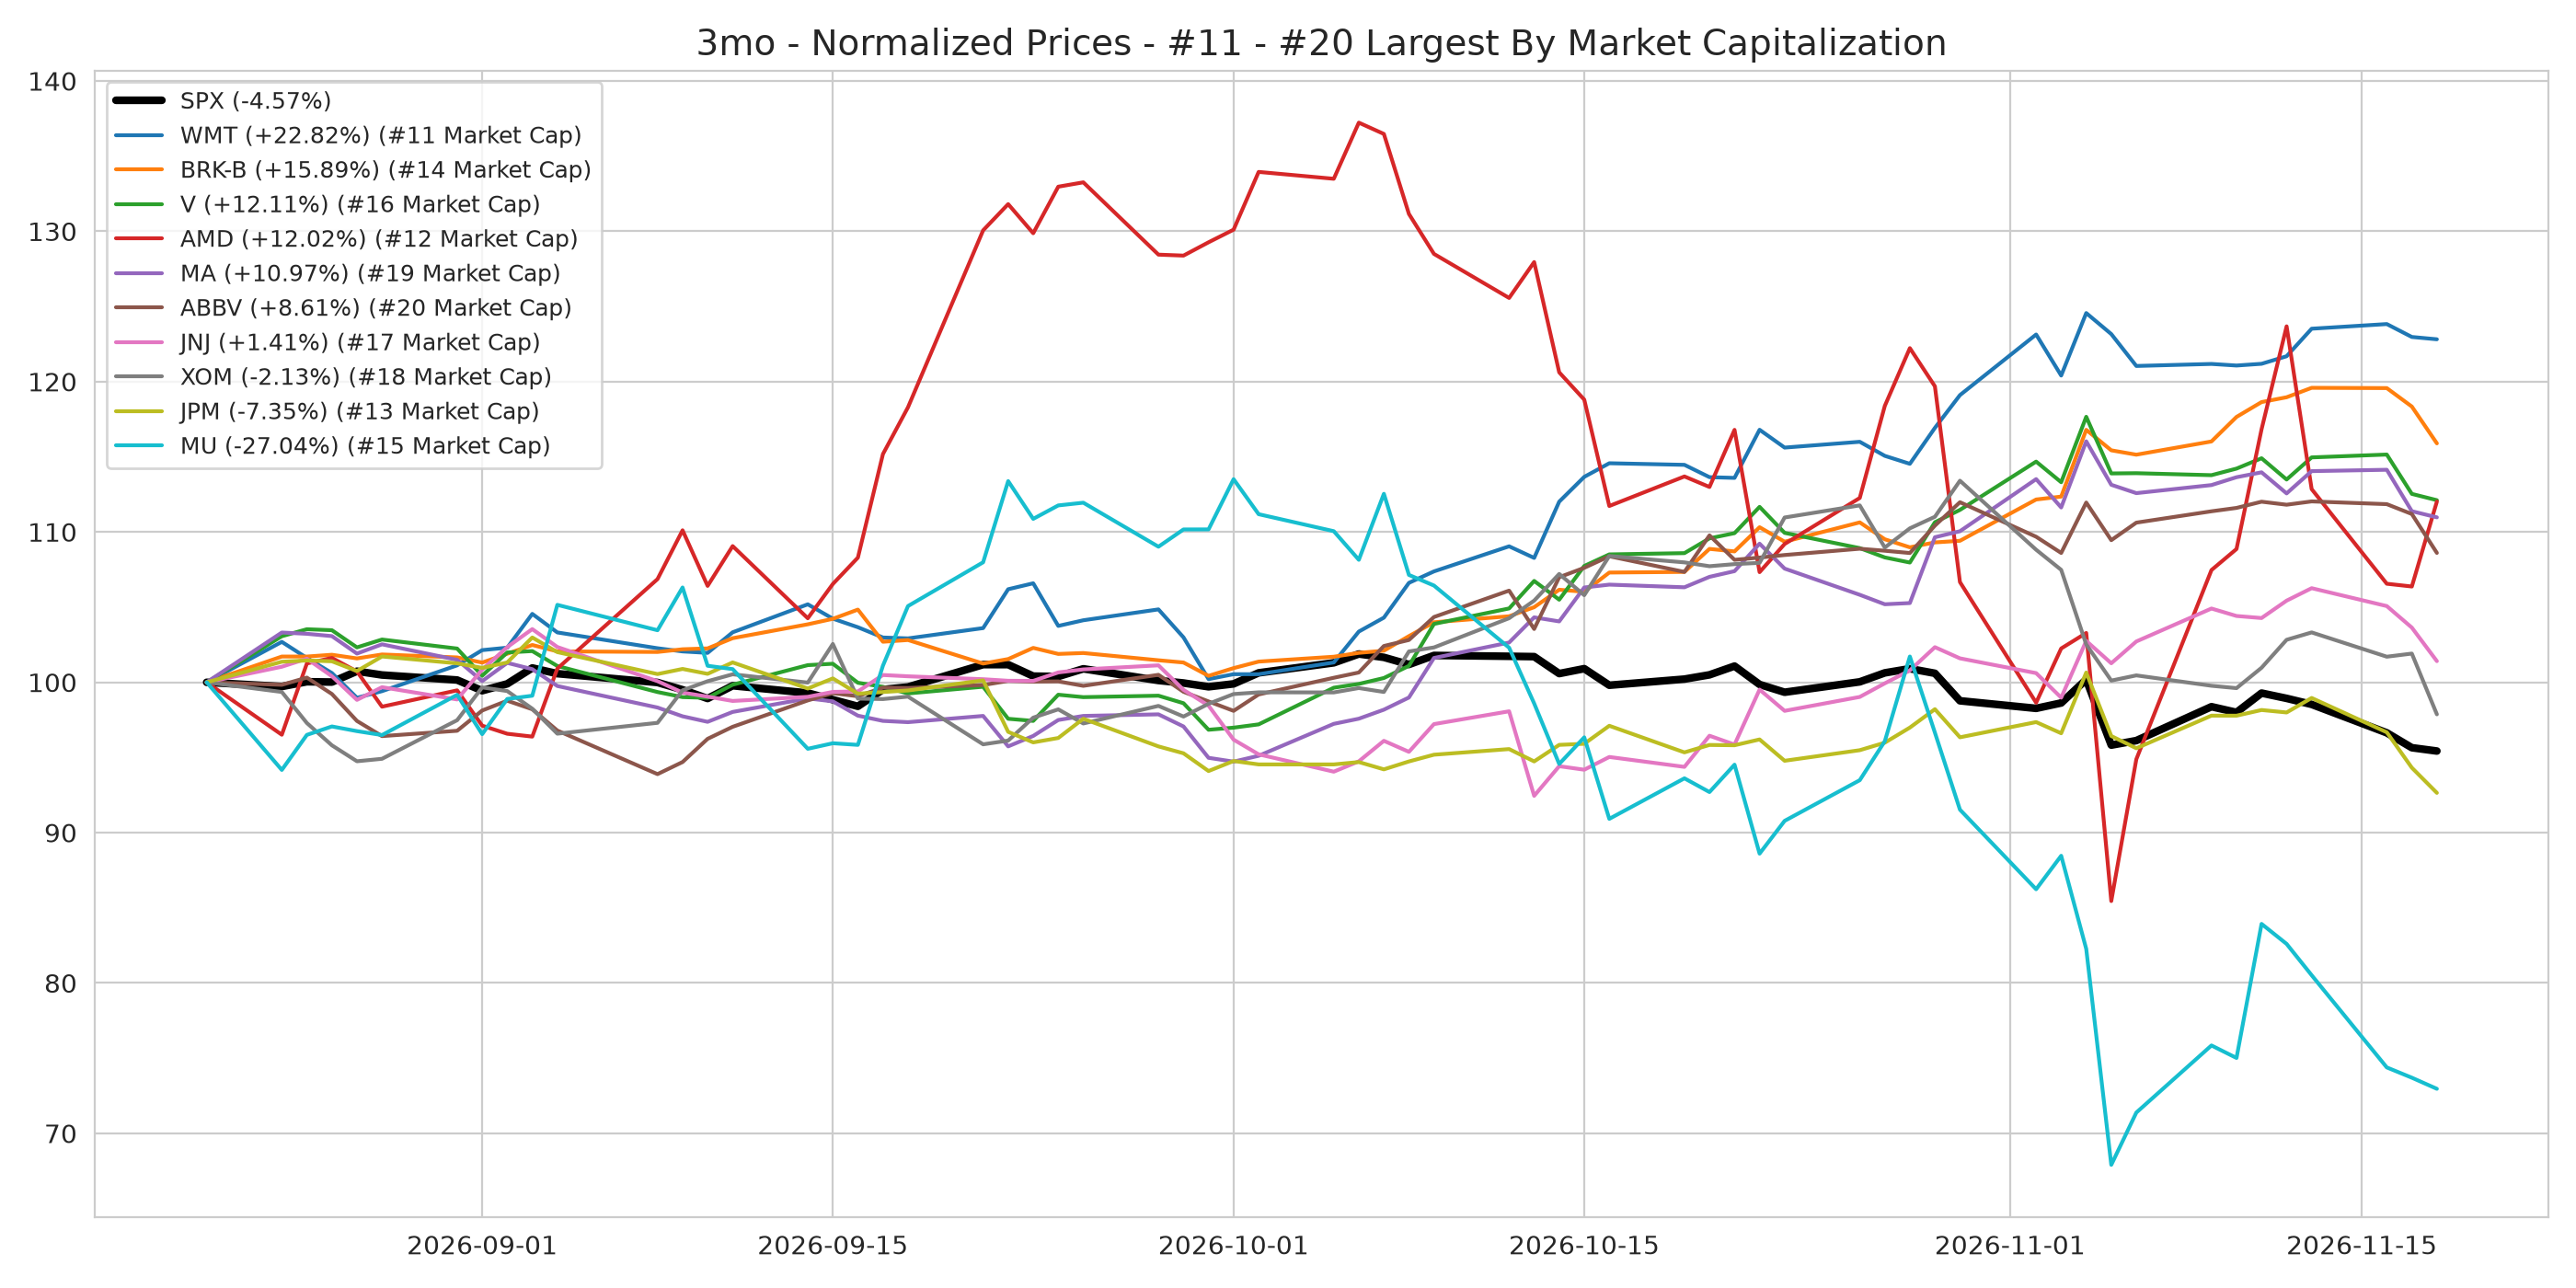 3mo - Normalized Prices - #11 - #20 Largest By Market Capitalization
140
130
120
110
100
90
80
70
SPX (-4.57%)
WMT (+22.82%) (#11 Market Cap)
BRK-B (+15.89%) (#14 Market Cap)
V (+12.11%) (#16 Market Cap)
AMD (+12.02%) (#12 Market Cap)
MA (+10.97%) (#19 Market Cap)
ABBV (+8.61%) (#20 Market Cap)
JNJ (+1.41%) (#17 Market Cap)
XOM (-2.13%) (#18 Market Cap)
JPM (-7.35%) (#13 Market Cap)
MU (-27.04%) (#15 Market Cap)
2026-09-01
2026-09-15
2026-10-01
2026-10-15
2026-11-01
2026-11-15